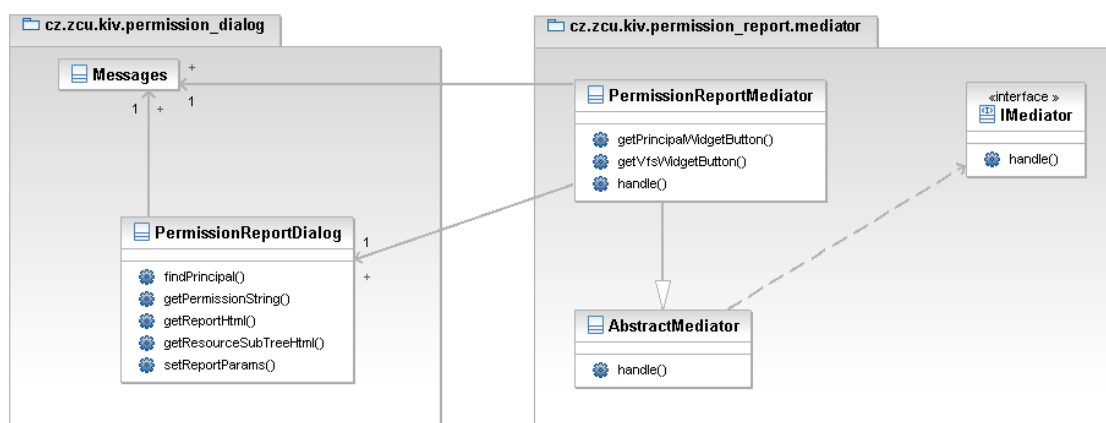 cz.zcu.kiv.permission_dialog
Messages
+
1
1 +
PermissionReportDialog
findPrincipal()
getPermissionString()
getReportHtml()
getResourceSubTreeHtml()
setReportParams()
1
+
cz.zcu.kiv.permission_report.mediator
PermissionReportMediator
getPrincipalWidgetButton()
getVfsWidgetButton()
handle()
«interface »
IMediator
handle()
AbstractMediator
handle()